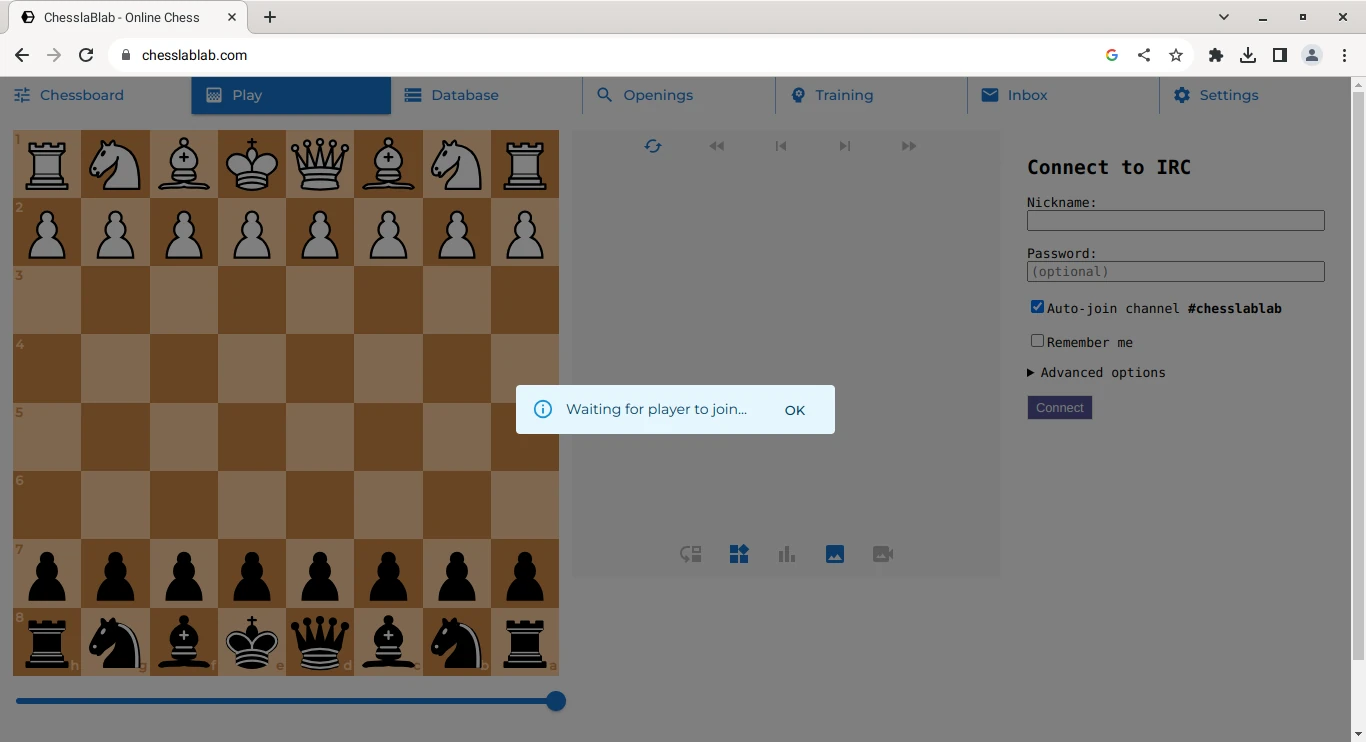 ChesslaBlab - Online Chess
chesslablab.com
Chessboard
Play
Database
Openings
Training
Inbox
Settings
1
2
3
4
5
6
7
8
h g f e d c b a
Connect to IRC
Nickname:
Password:
(optional)
Auto-join channel #chesslablab
Remember me
Advanced options
Connect
Waiting for player to join...
OK